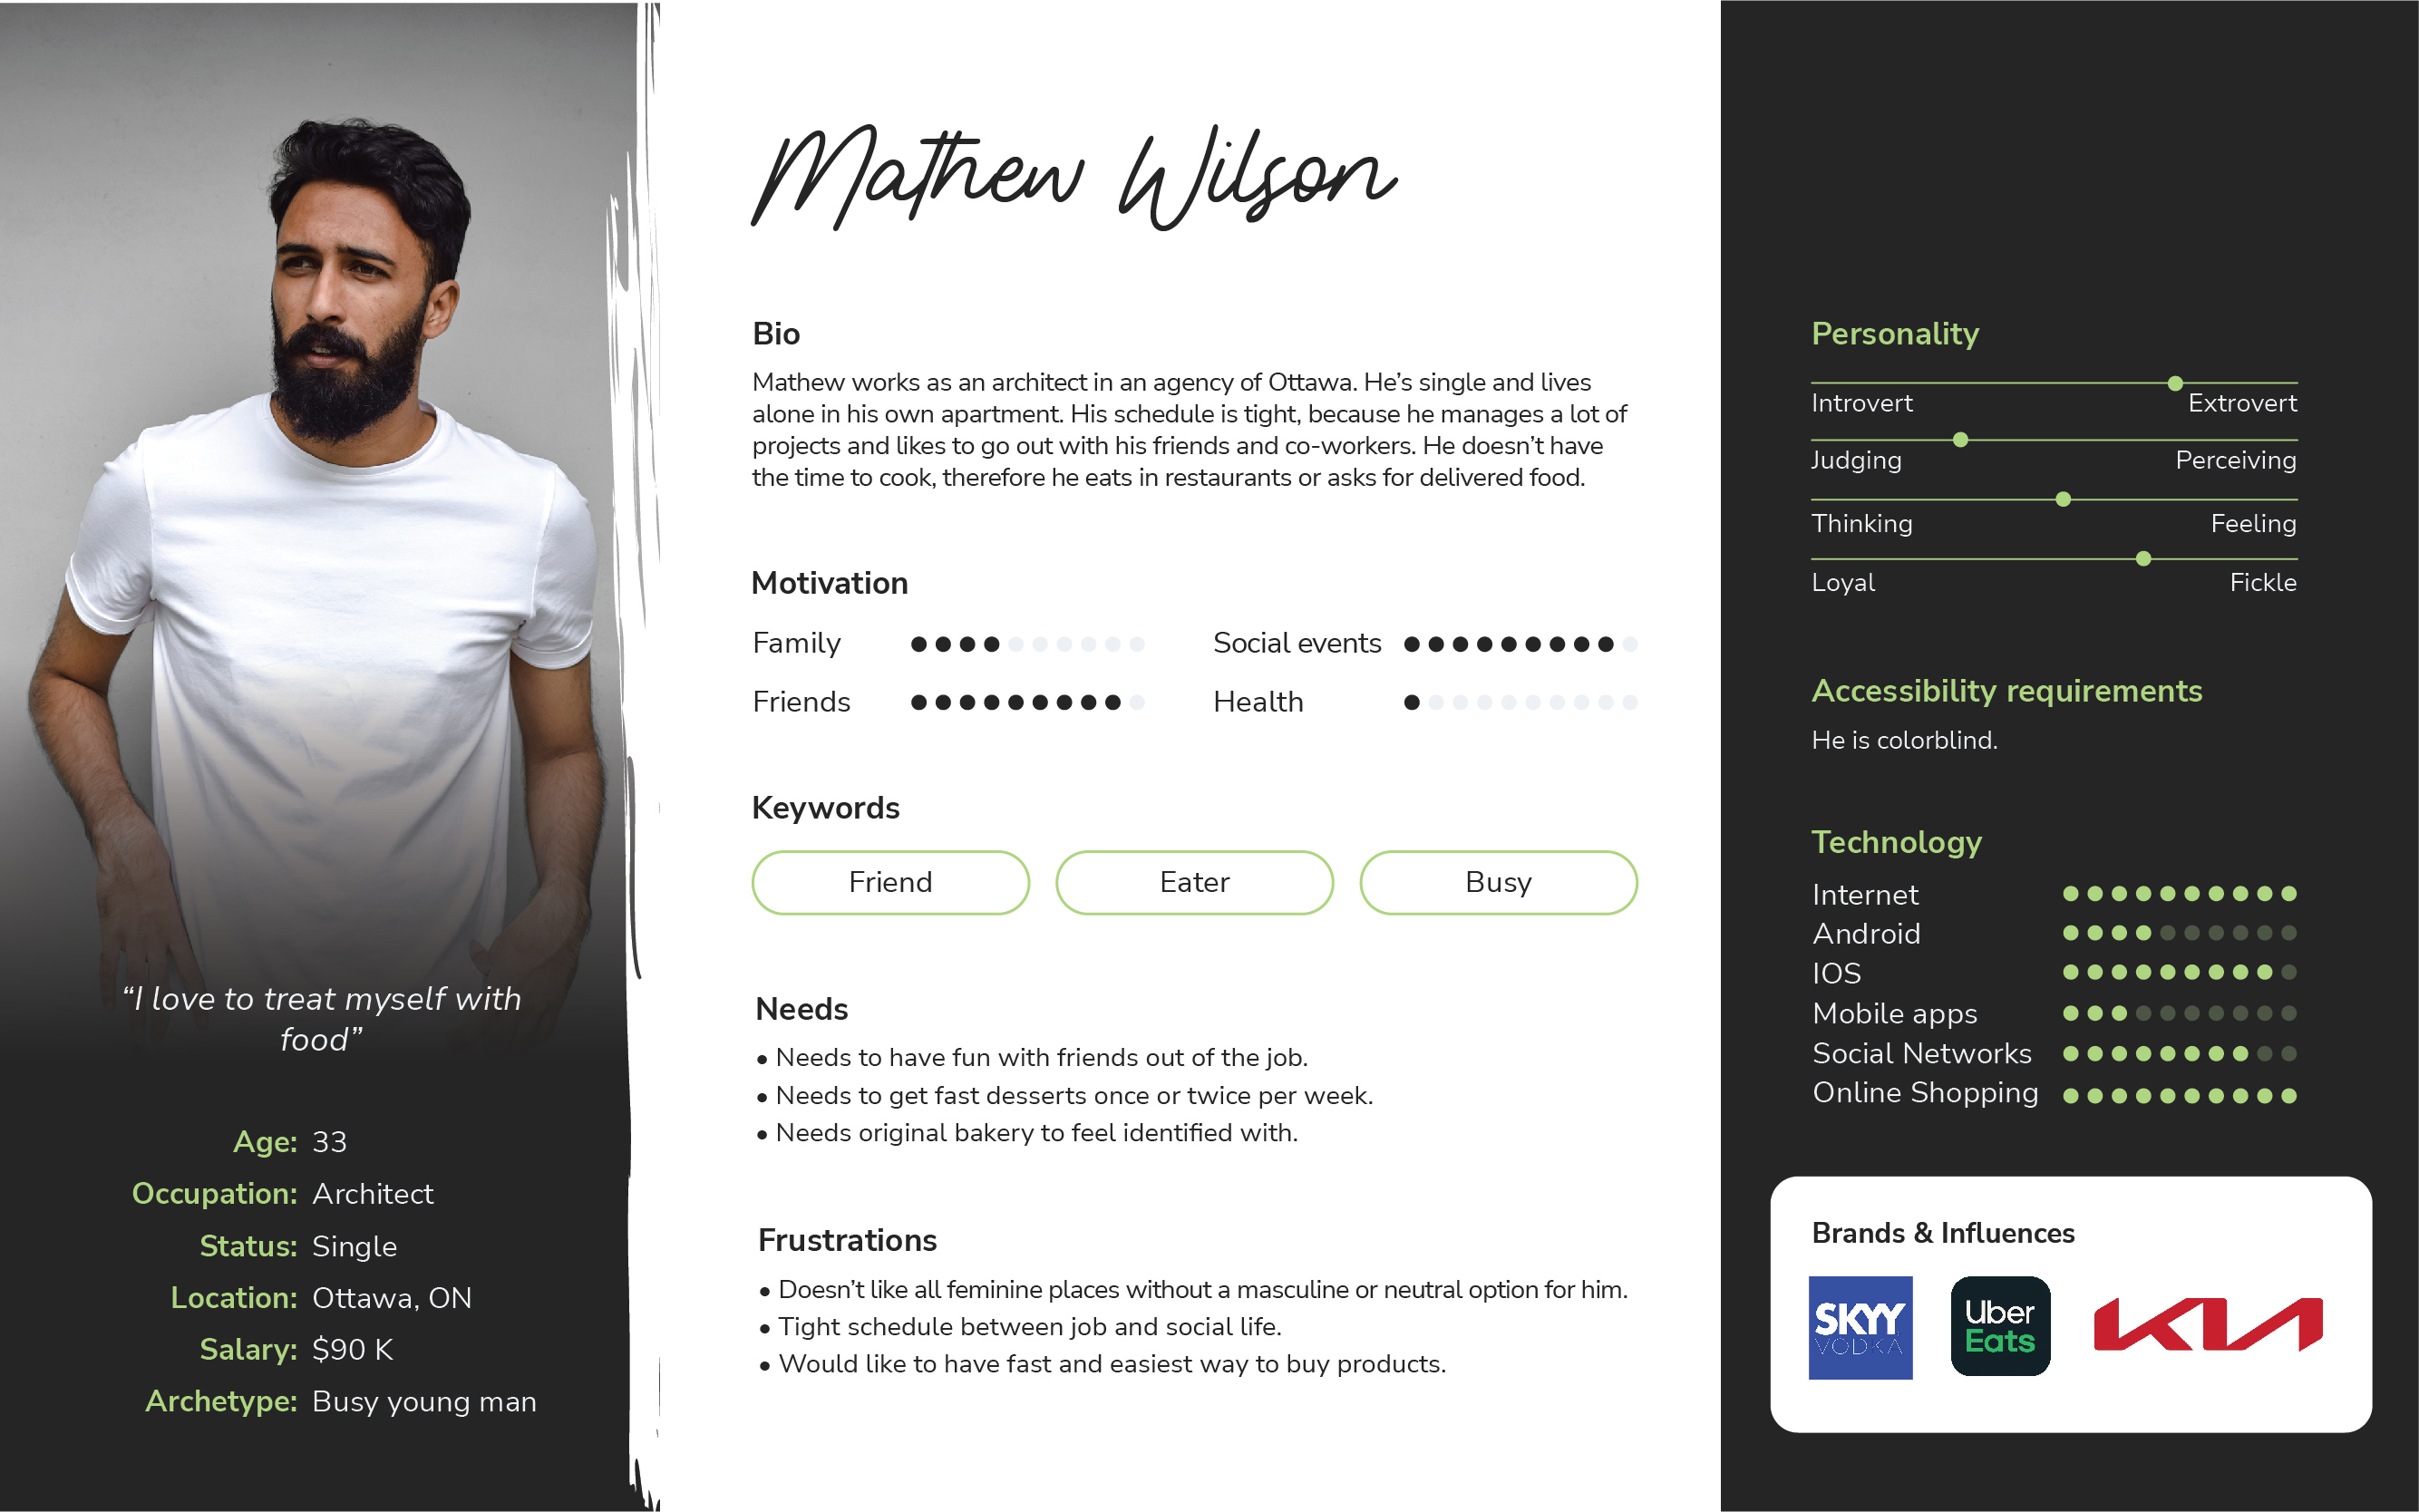 Mathew Wilson
“I love to treat myself with
food”
Age: 33
Occupation: Architect
Status: Single
Location: Ottawa, ON
Salary: $90 K
Archetype: Busy young man
Bio
Mathew works as an architect in an agency of Ottawa. He’s single and lives
alone in his own apartment. His schedule is tight, because he manages a lot of
projects and likes to go out with his friends and co-workers. He doesn’t have
the time to cook, therefore he eats in restaurants or asks for delivered food.
Motivation
Family
Social events
Friends
Health
Keywords
Friend
Eater
Busy
Needs
• Needs to have fun with friends out of the job.
• Needs to get fast desserts once or twice per week.
• Needs original bakery to feel identified with.
Frustrations
• Doesn’t like all feminine places without a masculine or neutral option for him.
• Tight schedule between job and social life.
• Would like to have fast and easiest way to buy products.
Personality
Introvert Extrovert
Judging Perceiving
Thinking Feeling
Loyal Fickle
Accessibility requirements
He is colorblind.
Technology
Internet
Android
IOS
Mobile apps
Social Networks
Online Shopping
Brands & Influences
SKYY
VODKA
Uber
Eats
KIA